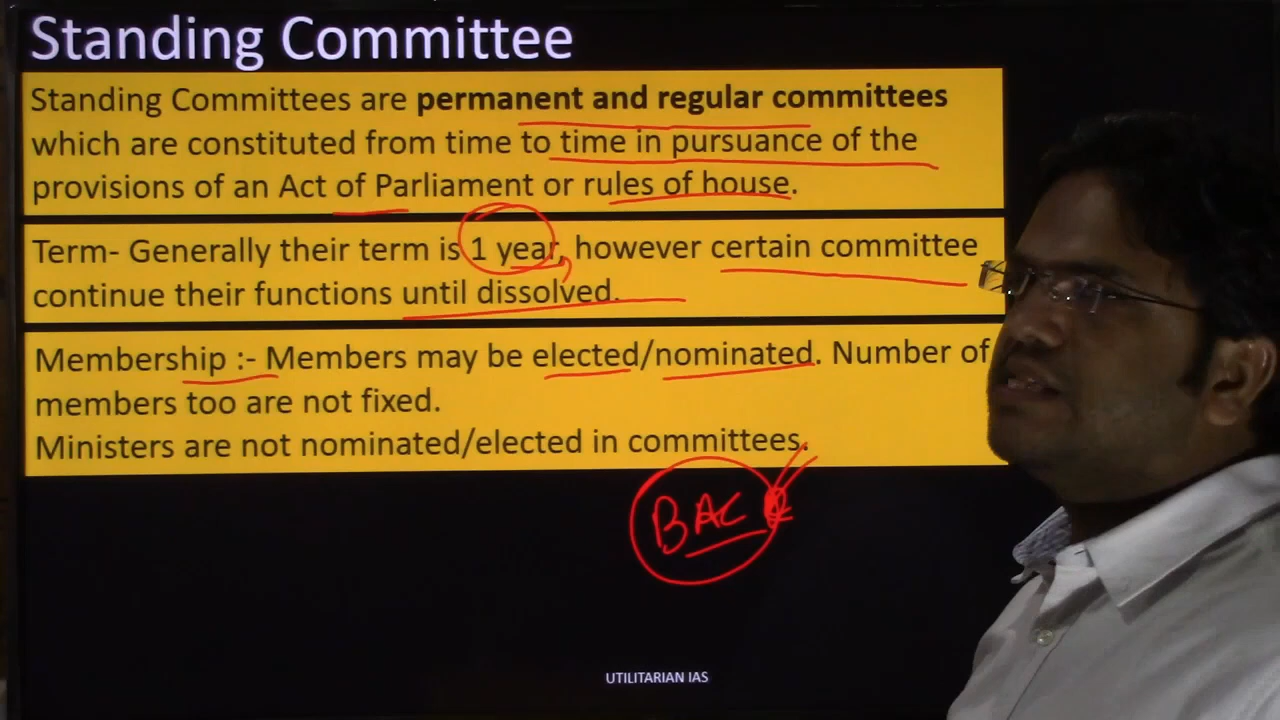 Standing Committee
Standing Committees are permanent and regular committees
which are constituted from time to time in pursuance of the
provisions of an Act of Parliament or rules of house.
Term- Generally their term is 1 year, however certain committee
continue their functions until dissolved.
Membership :- Members may be elected/nominated. Number of
members too are not fixed.
Ministers are not nominated/elected in committees.
BAC
UTILITARIAN IAS